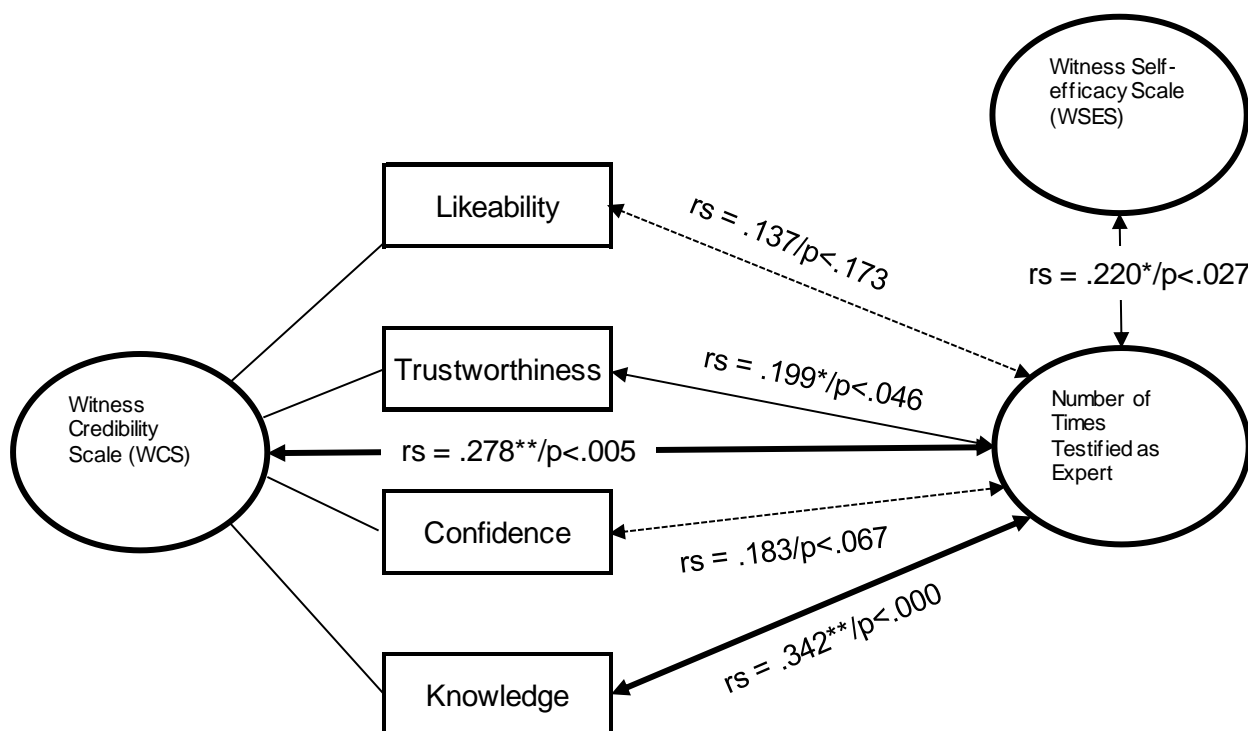 Witness Self-
efficacy Scale
(WSES)
Likeability
rs = .137/p<.173
rs = .220*/p<.027
Trustworthiness
rs = .199*/p<.046
Witness
Credibility
Scale (WCS)
rs = .278**/p<.005
Number of
Times
Testified as
Expert
Confidence
rs = .183/p<.067
Knowledge
rs = .342**/p<.000